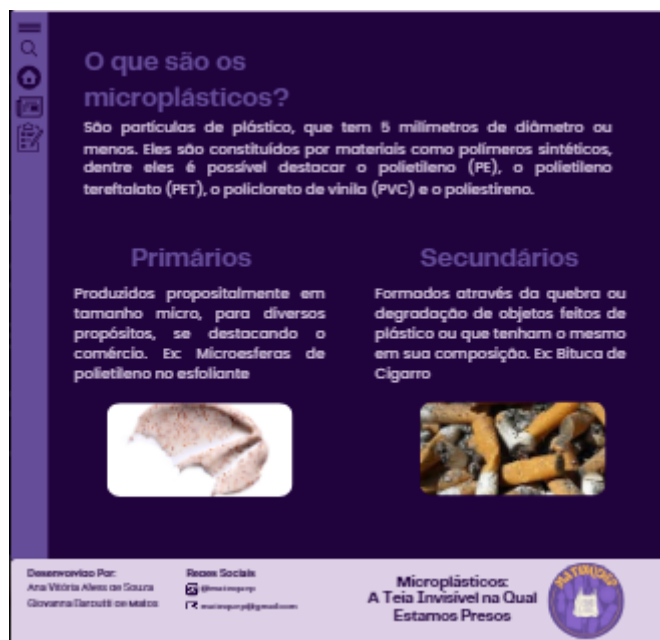 O que são os
microplásticos?
São partículas de plástico, que tem 5 milímetros de diâmetro ou
menos. Eles são constituídos por materiais como polímeros sintéticos,
dentre eles é possível destacar o polietileno (PE), o polietileno
tereftalato (PET), o policloreto de vinila (PVC) e o poliestireno.
Primários
Produzidos propositalmente em
tamanho micro, para diversos
propósitos, se destacando o
comércio. Ex: Microesferas de
polietileno no esfoliante
Secundários
Formados através da quebra ou
degradação de objetos feitos de
plástico ou que tenham o mesmo
em sua composição. Ex: Bituca de
Cigarro
Desenvolvido Por:
Ana Vitória Alves de Souza
Giovanna de Matos
Redes Sociais
Microplásticos:
A Teia Invisível na Qual
Estamos Presos